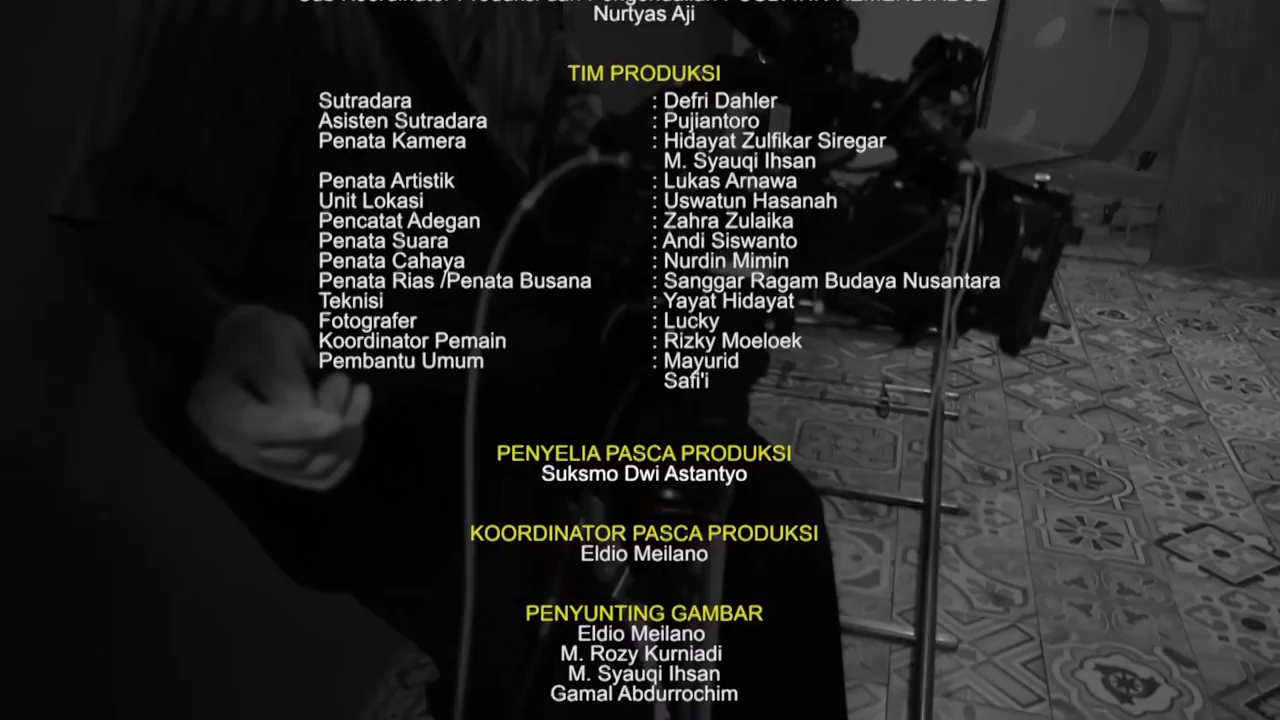 Nurtyas Aji
TIM PRODUKSI
Sutradara : Defri Dahler
Asisten Sutradara : Pujiantoro
Penata Kamera : Hidayat Zulfikar Siregar
M. Syauqi Ihsan
Penata Artistik : Lukas Arnawa
Unit Lokasi : Uswatun Hasanah
Pencatat Adegan : Zahra Zulaika
Penata Suara : Andi Siswanto
Penata Cahaya : Nurdin Mimin
Penata Rias /Penata Busana : Sanggar Ragam Budaya Nusantara
Teknisi : Yayat Hidayat
Fotografer : Lucky
Koordinator Pemain : Rizky Moeloek
Pembantu Umum : Mayurid
Safi'i
PENYELIA PASCA PRODUKSI
Suksmo Dwi Astantyo
KOORDINATOR PASCA PRODUKSI
Eldio Meilano
PENYUNTING GAMBAR
Eldio Meilano
M. Rozy Kurniadi
M. Syauqi Ihsan
Gamal Abdurrochim